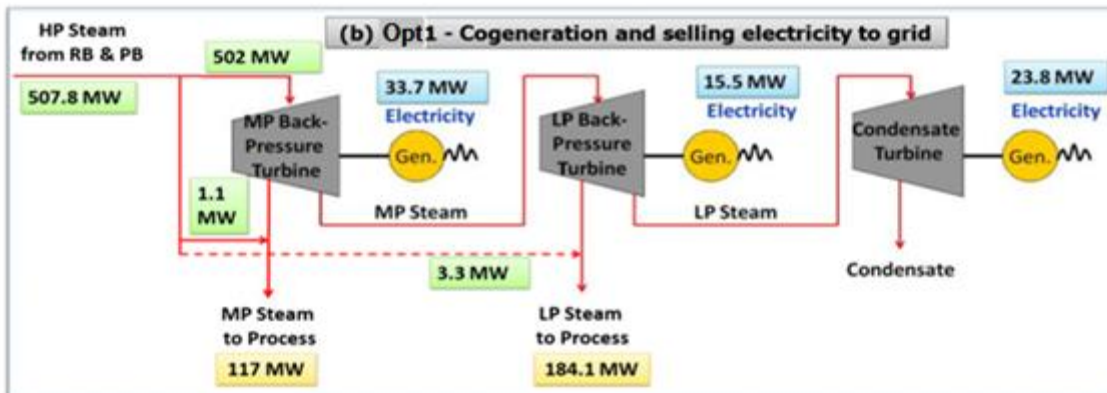 (b) Opt1 - Cogeneration and selling electricity to grid
HP Steam
from RB & PB
507.8 MW
502 MW
33.7 MW
Electricity
15.5 MW
Electricity
23.8 MW
Electricity
MP Back-
Pressure
Turbine
Gen.
LP Back-
Pressure
Turbine
Gen.
Condensate
Turbine
Gen.
1.1
MW
MP Steam
LP Steam
3.3 MW
Condensate
MP Steam
to Process
117 MW
LP Steam
to Process
184.1 MW